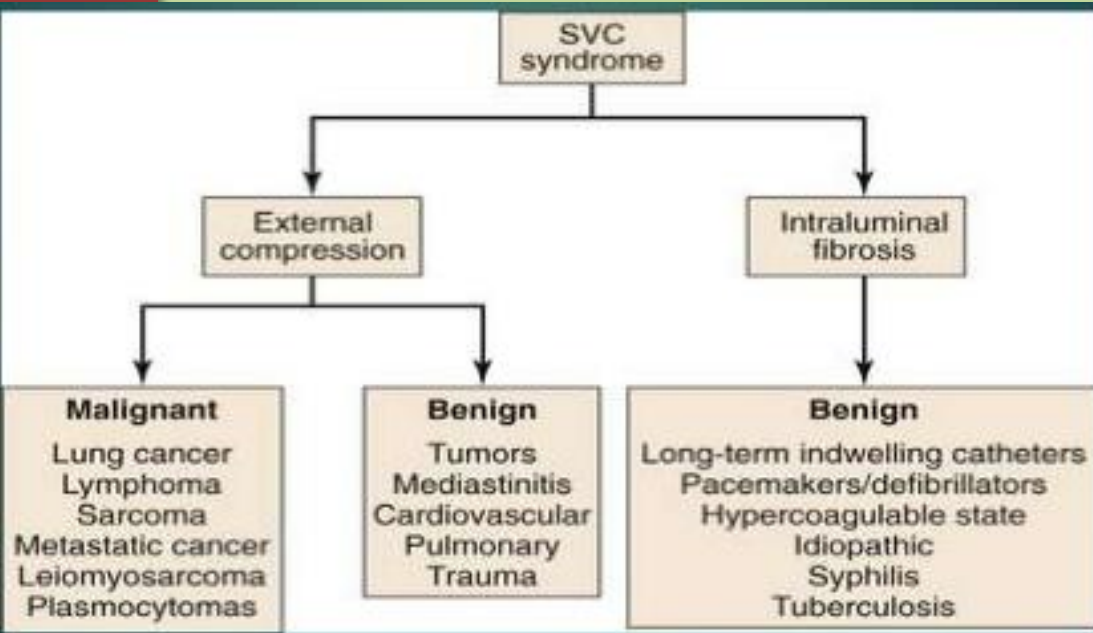 SVC
syndrome
External
compression
Intraluminal
fibrosis
Malignant
Lung cancer
Lymphoma
Sarcoma
Metastatic cancer
Leiomyosarcoma
Plasmocytomas
Benign
Tumors
Mediastinitis
Cardiovascular
Pulmonary
Trauma
Benign
Long-term indwelling catheters
Pacemakers/defibrillators
Hypercoagulable state
Idiopathic
Syphilis
Tuberculosis